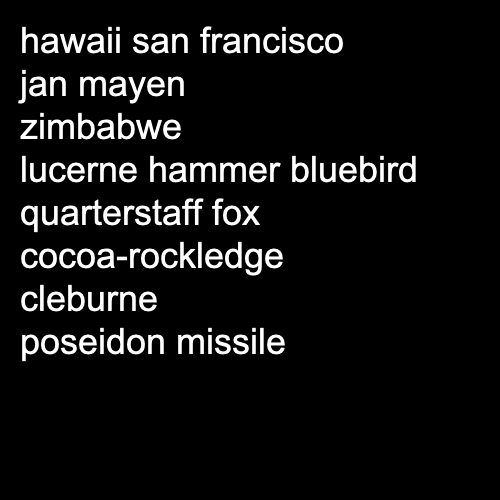 hawaii san francisco
jan mayen
zimbabwe
lucerne hammer bluebird
quarterstaff fox
cocoa-rockledge
cleburne
poseidon missile